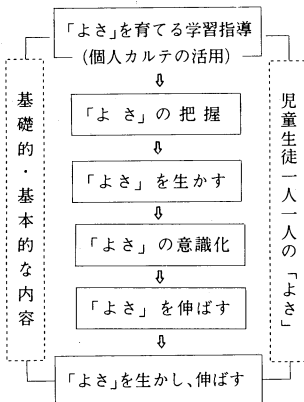 「よさ」を育てる学習指導
(個人カルテの活用)
⇩
「よさ」の把握
⇩
「よさ」を生かす
⇩
「よさ」の意識化
⇩
「よさ」を伸ばす
⇩
「よさ」を生かし、伸ばす
基礎的・基本的な内容
児童生徒一人一人の「よさ」